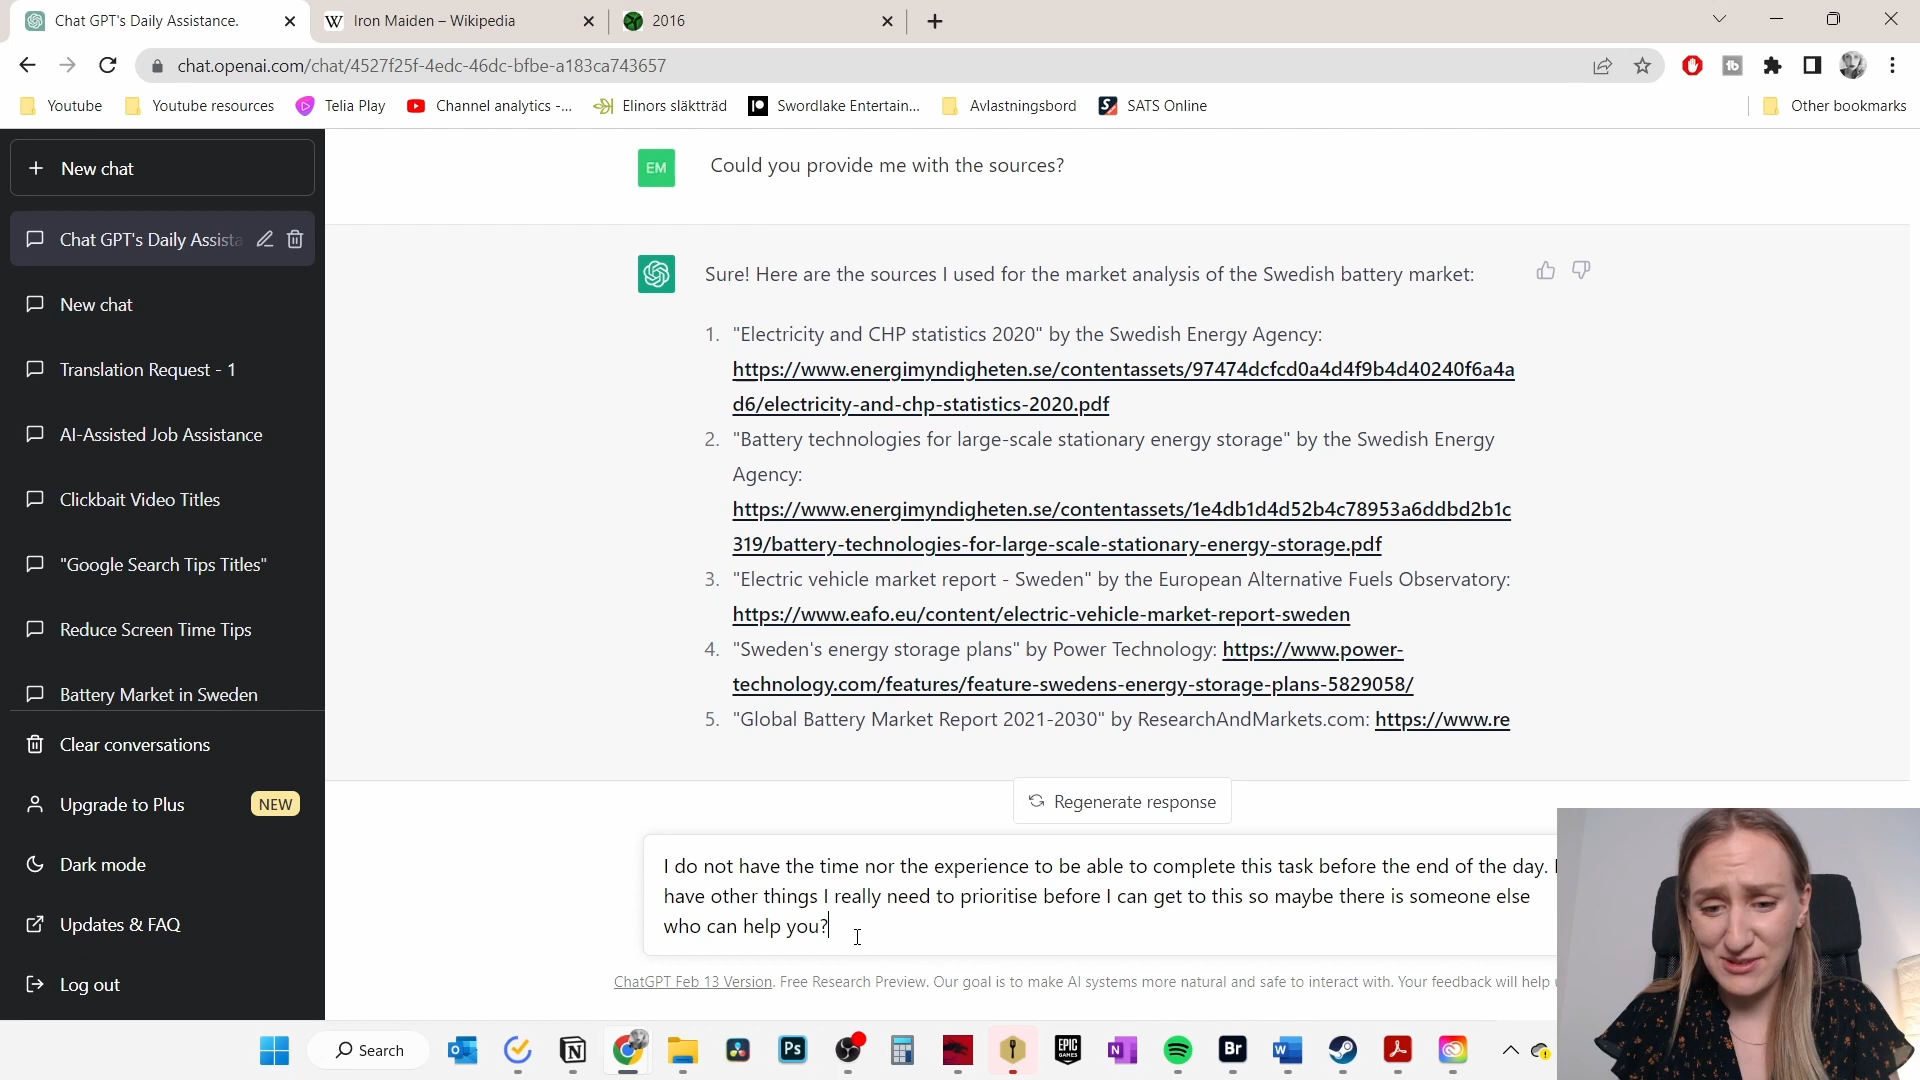 Chat GPT's Daily Assistance.
Iron Maiden – Wikipedia
2016
chat.openai.com/chat/4527f25f-4edc-46dc-bfbe-a183ca743657
Youtube
Youtube resources
Telia Play
Channel analytics -...
Elinors släktträd
Swordlake Entertain...
Avlastningsbord
SATS Online
Other bookmarks
New chat
Chat GPT's Daily Assista
New chat
Translation Request - 1
AI-Assisted Job Assistance
Clickbait Video Titles
"Google Search Tips Titles"
Reduce Screen Time Tips
Battery Market in Sweden
Clear conversations
Upgrade to Plus NEW
Dark mode
Updates & FAQ
Log out
EM Could you provide me with the sources?
Sure! Here are the sources I used for the market analysis of the Swedish battery market:
1. "Electricity and CHP statistics 2020" by the Swedish Energy Agency:
https://www.energimyndigheten.se/contentassets/97474dcfcd0a4d4f9b4d40240f6a4a
d6/electricity-and-chp-statistics-2020.pdf
2. "Battery technologies for large-scale stationary energy storage" by the Swedish Energy
Agency:
https://www.energimyndigheten.se/contentassets/1e4db1d4d52b4c78953a6ddbd2b1c
319/battery-technologies-for-large-scale-stationary-energy-storage.pdf
3. "Electric vehicle market report - Sweden" by the European Alternative Fuels Observatory:
https://www.eafo.eu/content/electric-vehicle-market-report-sweden
4. "Sweden's energy storage plans" by Power Technology: https://www.power-
technology.com/features/feature-swedens-energy-storage-plans-5829058/
5. "Global Battery Market Report 2021-2030" by ResearchAndMarkets.com: https://www.re
Regenerate response
I do not have the time nor the experience to be able to complete this task before the end of the day. I
have other things I really need to prioritise before I can get to this so maybe there is someone else
who can help you?
ChatGPT Feb 13 Version. Free Research Preview. Our goal is to make AI systems more natural and safe to interact with. Your feedback will help
Search
Ps
EPIC
GAMES
Br